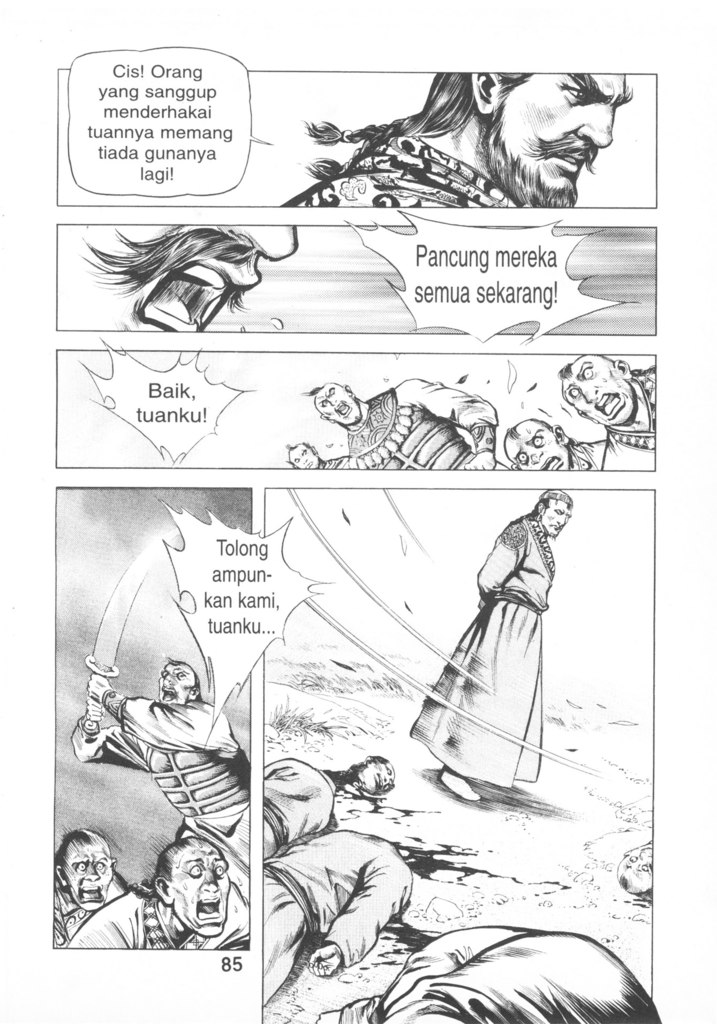 Cis! Orang
yang sanggup
menderhakai
tuannya memang
tiada gunanya
lagi!
Pancung mereka
semua sekarang!
Baik,
tuanku!
Tolong
ampun-
kan kami,
tuanku...
85